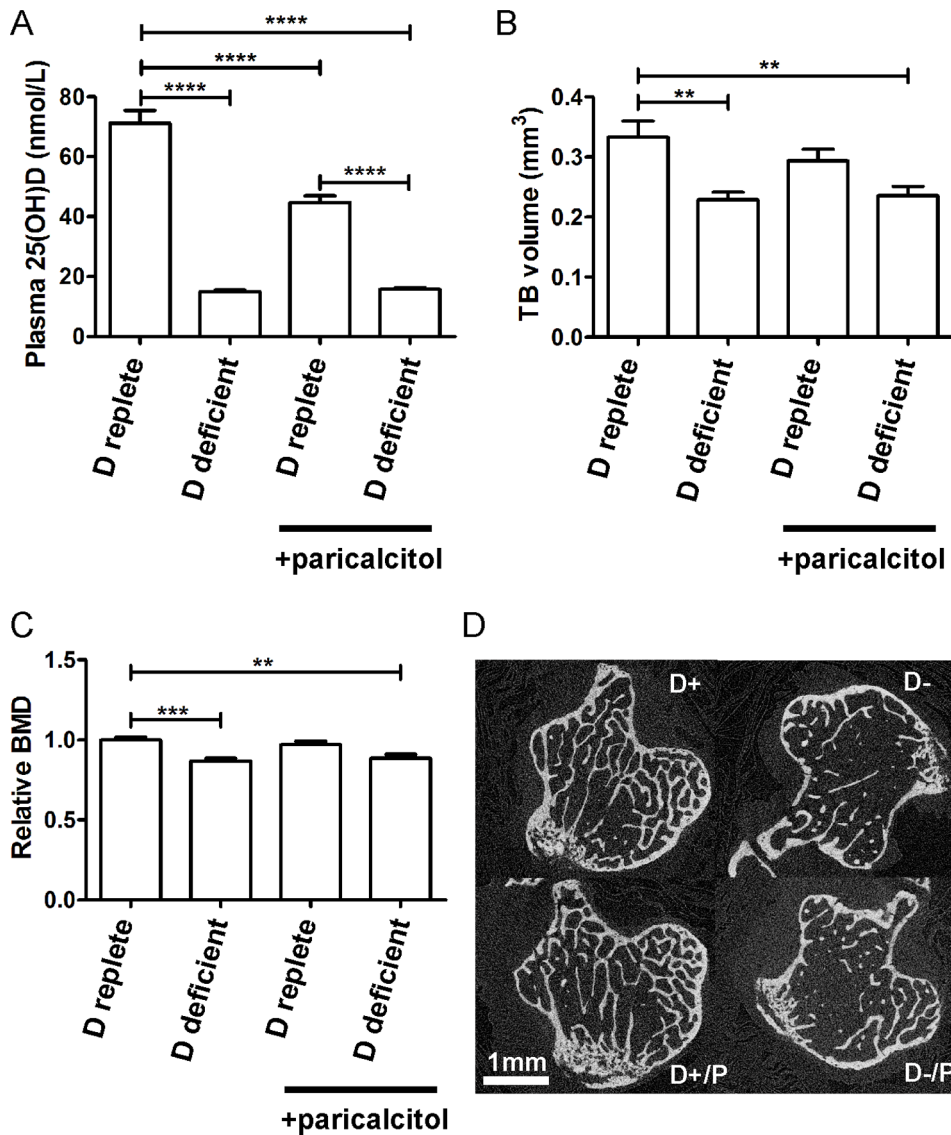 A
****
****
****
****
Plasma 25(OH)D (nmol/L)
80
60
40
20
0
D replete
D deficient
D replete
D deficient
+paricalcitol
B
**
**
TB volume (mm³)
0.4
0.3
0.2
0.1
0.0
D replete
D deficient
D replete
D deficient
+paricalcitol
C
**
***
Relative BMD
1.5
1.0
0.5
0.0
D replete
D deficient
D replete
D deficient
+paricalcitol
D
D+
D-
1mm
D+/P
D-/P